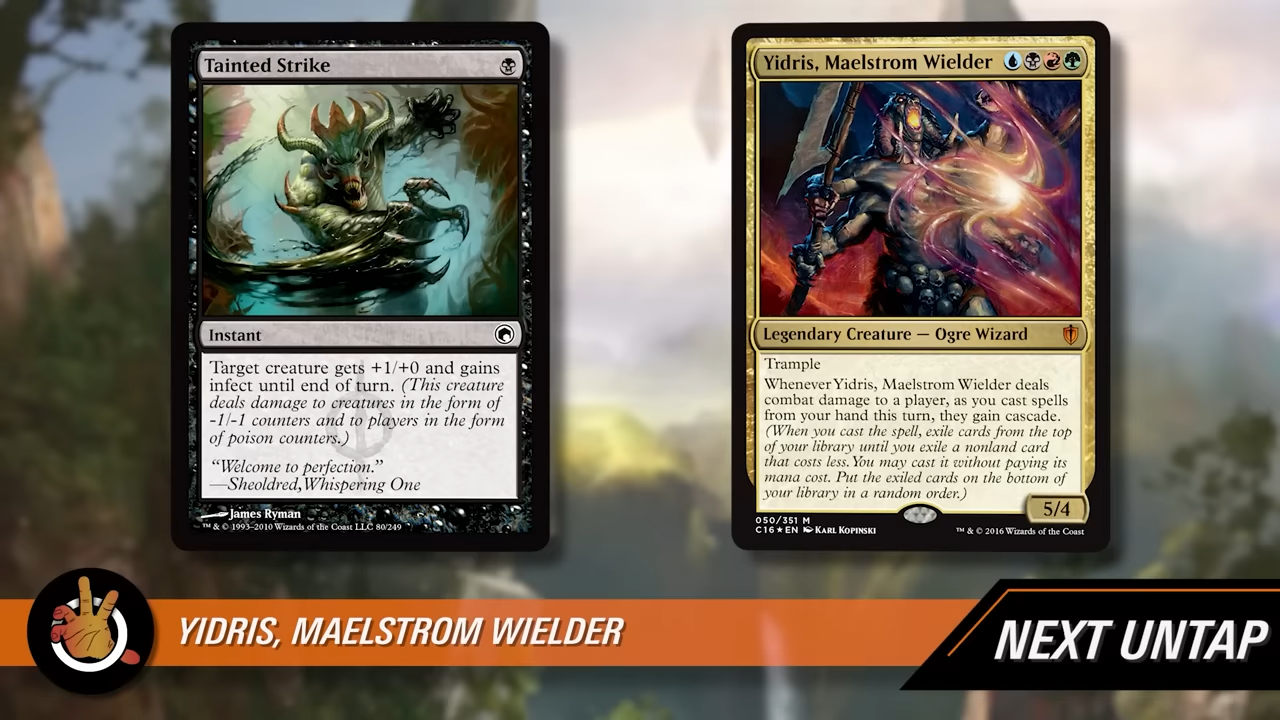 Tainted Strike
Instant
Target creature gets +1/+0 and gains
infect until end of turn. (This creature
deals damage to creatures in the form of
-1/-1 counters and to players in the form
of poison counters.)
"Welcome to perfection."
—Sheoldred, Whispering One
James Ryman
™ & © 1993–2010 Wizards of the Coast LLC 80/249
Yidris, Maelstrom Wielder
Legendary Creature — Ogre Wizard
Trample
Whenever Yidris, Maelstrom Wielder deals
combat damage to a player, as you cast spells
from your hand this turn, they gain cascade.
(When you cast the spell, exile cards from the top
of your library until you exile a nonland card
that costs less. You may cast it without paying its
mana cost. Put the exiled cards on the bottom of
your library in a random order.)
5/4
050/351 M
C16 ★ EN Karl Kopinski
™ & © 2016 Wizards of the Coast
YIDRIS, MAELSTROM WIELDER
NEXT UNTAP